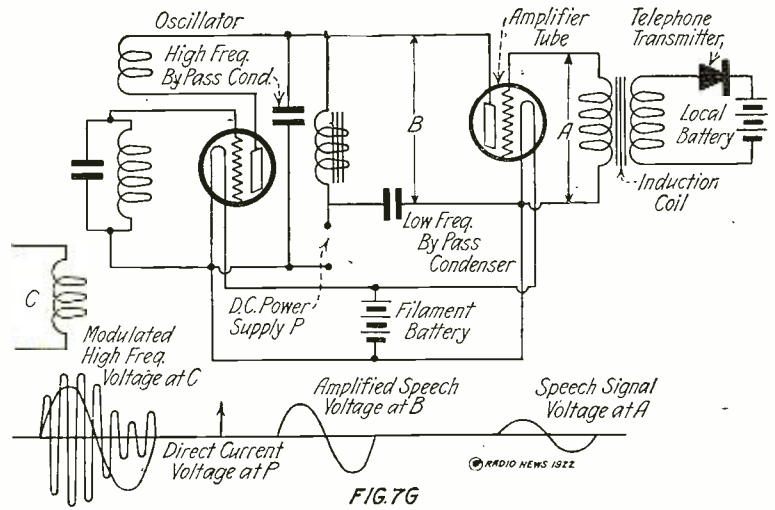 Oscillator
High Freq.
By Pass Cond.
Amplifier
Tube
Telephone
Transmitter
B
A
Local
Battery
Induction
Coil
Low Freq.
By Pass
Condenser
C
D.C. Power
Supply P
Filament
Battery
Modulated
High Freq.
Voltage at C
Amplified Speech
Voltage at B
Speech Signal
Voltage at A
Direct Current
Voltage at P
© RADIO NEWS 1922
FIG. 7G